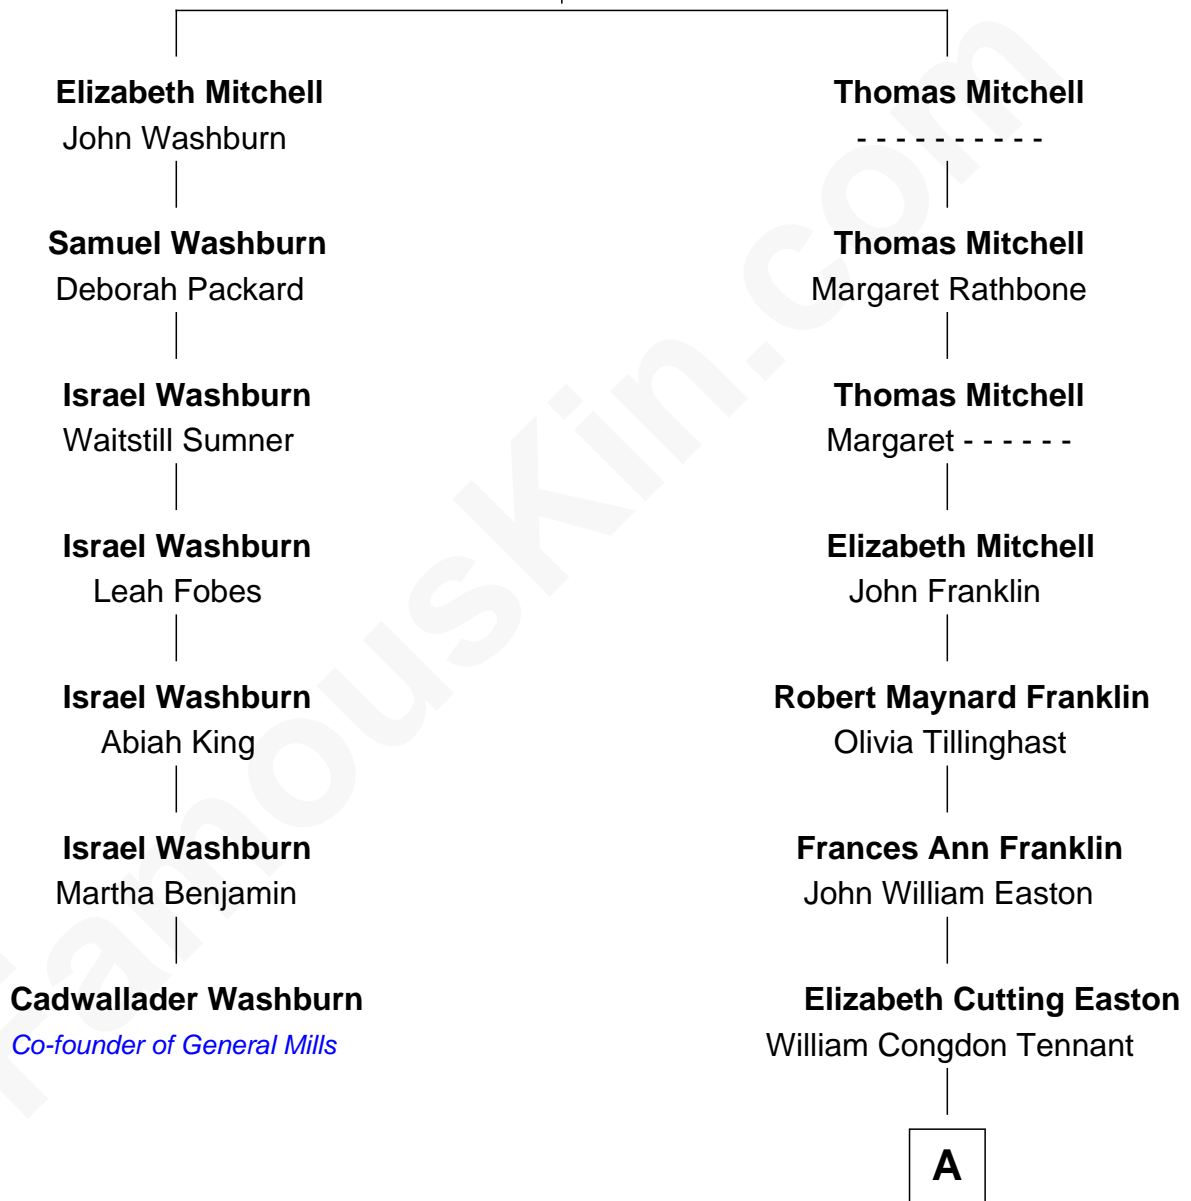 Elizabeth Mitchell
John Washburn
Thomas Mitchell
- - - - - - - - - -
Samuel Washburn
Deborah Packard
Thomas Mitchell
Margaret Rathbone
Israel Washburn
Waitstill Sumner
Thomas Mitchell
Margaret - - - - - -
Israel Washburn
Leah Fobes
Elizabeth Mitchell
John Franklin
Israel Washburn
Abiah King
Robert Maynard Franklin
Olivia Tillinghast
Israel Washburn
Martha Benjamin
Frances Ann Franklin
John William Easton
Cadwallader Washburn
Co-founder of General Mills
Elizabeth Cutting Easton
William Congdon Tennant
A
FamousKin.com